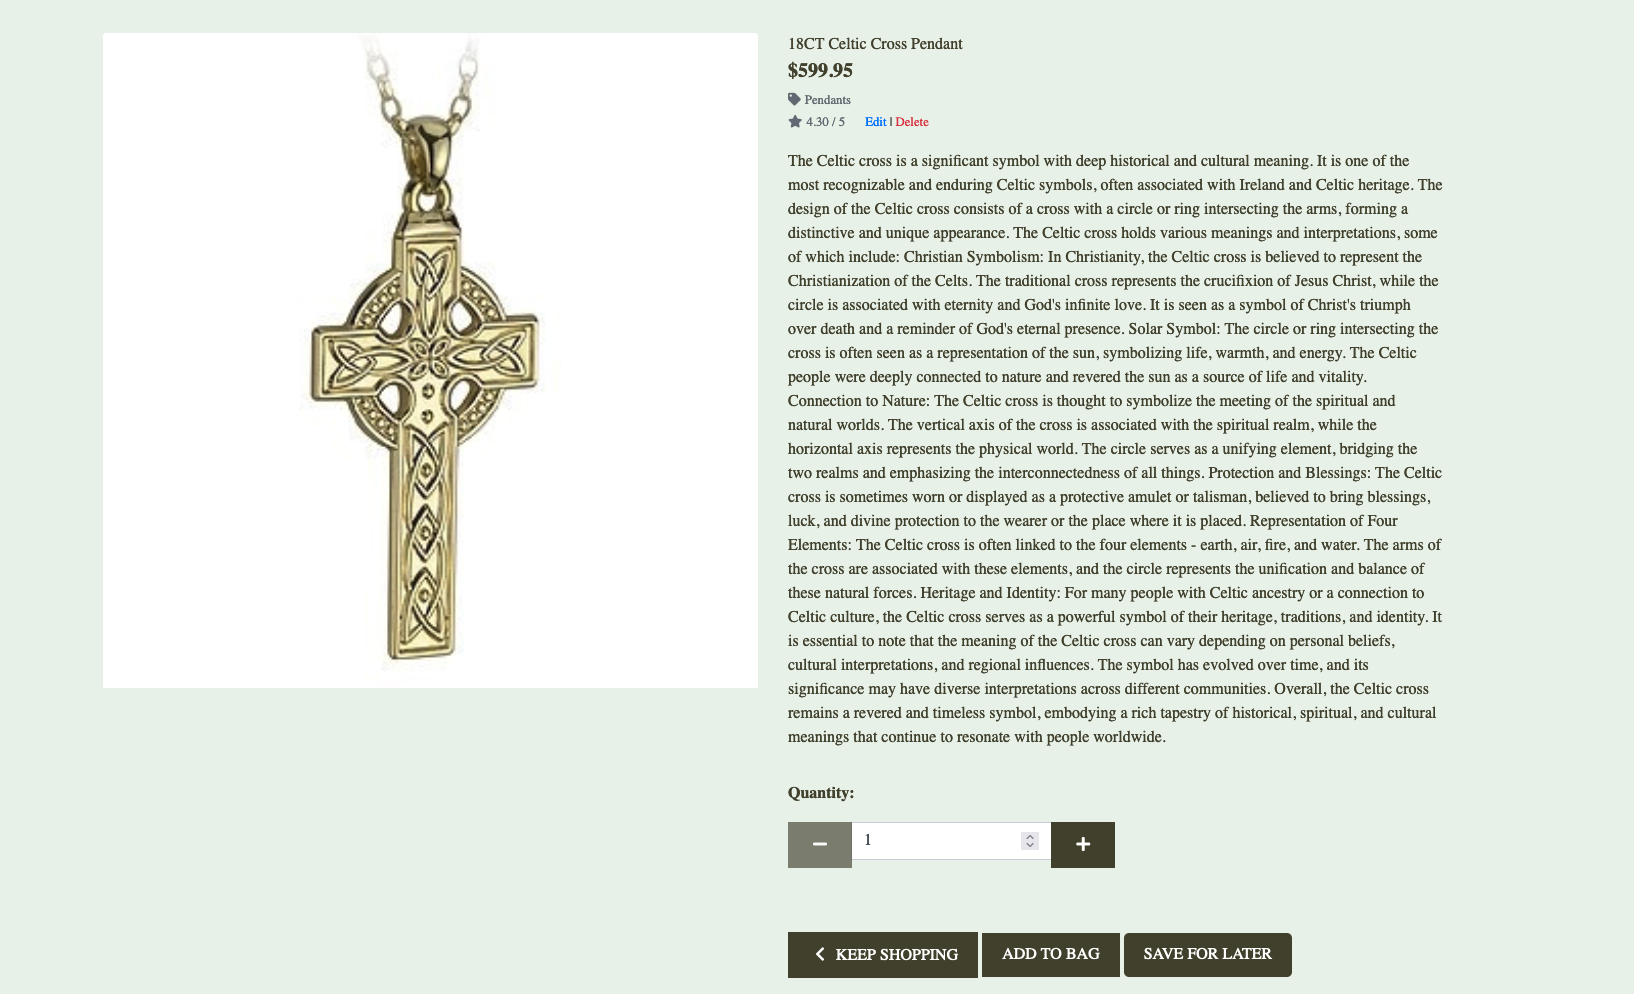 18CT Celtic Cross Pendant
$599.95
Pendants
4.30 / 5 Edit | Delete
The Celtic cross is a significant symbol with deep historical and cultural meaning. It is one of the
most recognizable and enduring Celtic symbols, often associated with Ireland and Celtic heritage. The
design of the Celtic cross consists of a cross with a circle or ring intersecting the arms, forming a
distinctive and unique appearance. The Celtic cross holds various meanings and interpretations, some
of which include: Christian Symbolism: In Christianity, the Celtic cross is believed to represent the
Christianization of the Celts. The traditional cross represents the crucifixion of Jesus Christ, while the
circle is associated with eternity and God's infinite love. It is seen as a symbol of Christ's triumph
over death and a reminder of God's eternal presence. Solar Symbol: The circle or ring intersecting the
cross is often seen as a representation of the sun, symbolizing life, warmth, and energy. The Celtic
people were deeply connected to nature and revered the sun as a source of life and vitality.
Connection to Nature: The Celtic cross is thought to symbolize the meeting of the spiritual and
natural worlds. The vertical axis of the cross is associated with the spiritual realm, while the
horizontal axis represents the physical world. The circle serves as a unifying element, bridging the
two realms and emphasizing the interconnectedness of all things. Protection and Blessings: The Celtic
cross is sometimes worn or displayed as a protective amulet or talisman, believed to bring blessings,
luck, and divine protection to the wearer or the place where it is placed. Representation of Four
Elements: The Celtic cross is often linked to the four elements - earth, air, fire, and water. The arms of
the cross are associated with these elements, and the circle represents the unification and balance of
these natural forces. Heritage and Identity: For many people with Celtic ancestry or a connection to
Celtic culture, the Celtic cross serves as a powerful symbol of their heritage, traditions, and identity. It
is essential to note that the meaning of the Celtic cross can vary depending on personal beliefs,
cultural interpretations, and regional influences. The symbol has evolved over time, and its
significance may have diverse interpretations across different communities. Overall, the Celtic cross
remains a revered and timeless symbol, embodying a rich tapestry of historical, spiritual, and cultural
meanings that continue to resonate with people worldwide.
Quantity:
1
KEEP SHOPPING ADD TO BAG SAVE FOR LATER